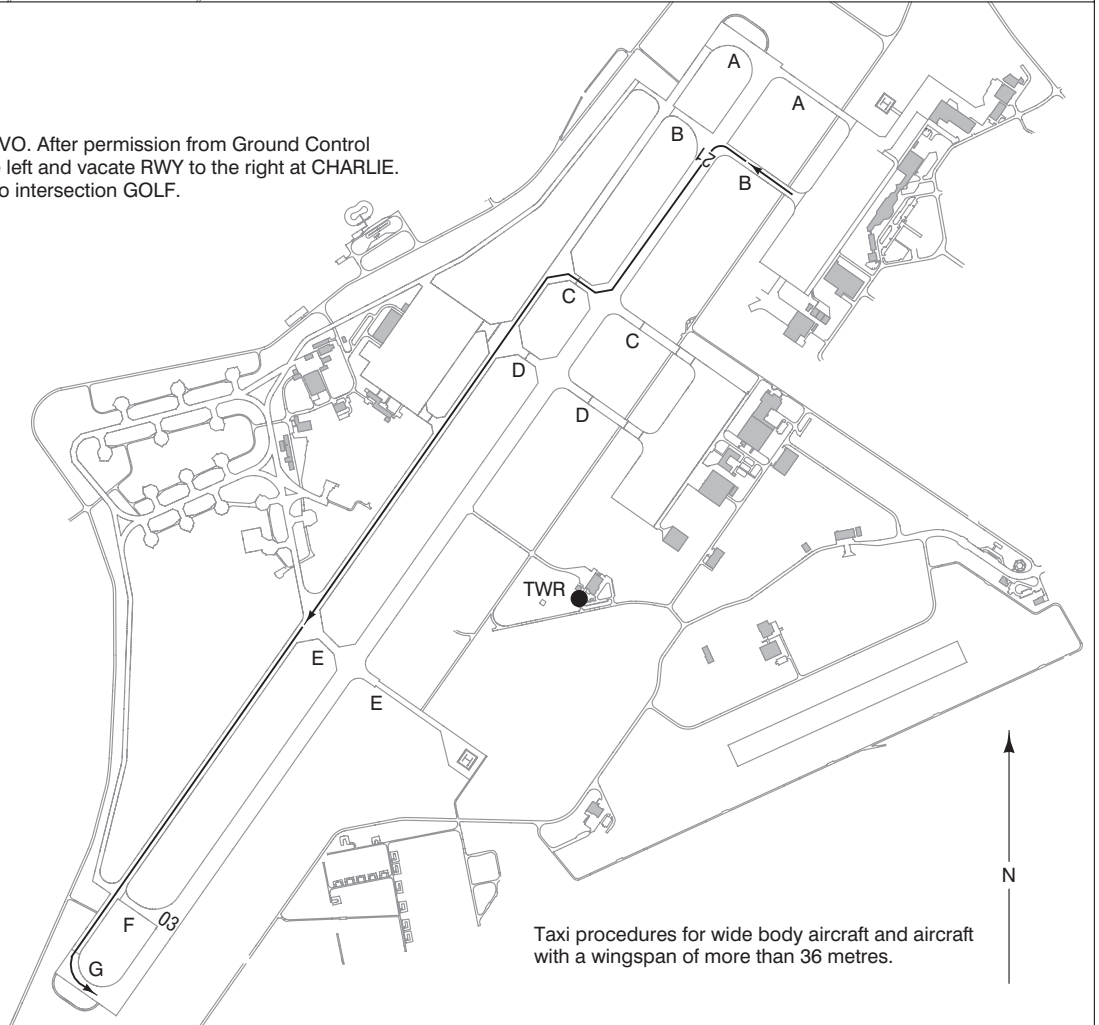 VO. After permission from Ground Control
left and vacate RWY to the right at CHARLIE.
o intersection GOLF.
A
A
B
21
B
H
C
C
D
D
TWR
E
E
H
N
F
03
G
Taxi procedures for wide body aircraft and aircraft
with a wingspan of more than 36 metres.